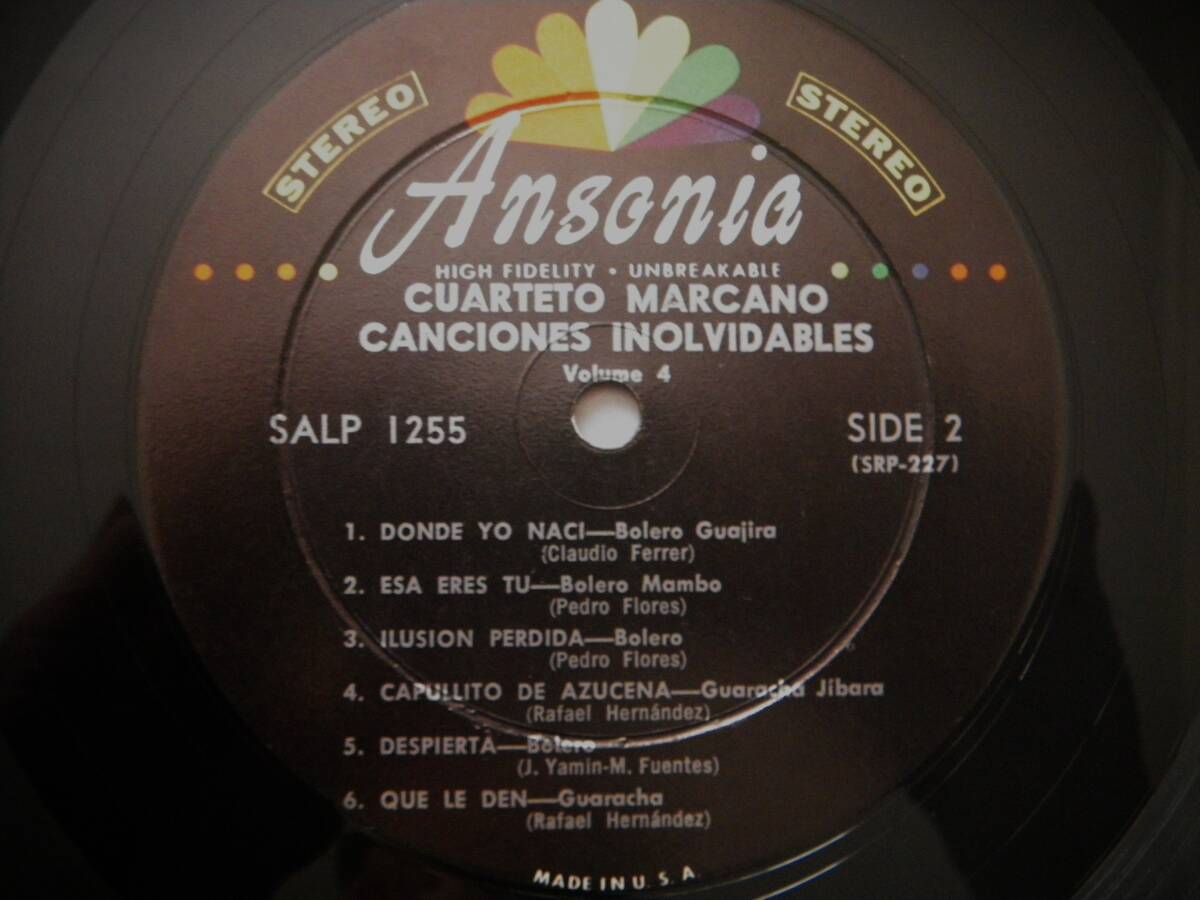 STEREO
STEREO
Ansonia
HIGH FIDELITY • UNBREAKABLE
CUARTETO MARCANO
CANCIONES INOLVIDABLES
Volume 4
SALP 1255
SIDE 2
(SRP-227)
1. DONDE YO NACI—Bolero Guajira
(Claudio Ferrer)
2. ESA ERES TU—Bolero Mambo
(Pedro Flores)
3. ILUSION PERDIDA—Bolero
(Pedro Flores)
4. CAPULLITO DE AZUCENA—Guaracha Jíbara
(Rafael Hernández)
5. DESPIERTA—Bolero
(J. Yamin-M. Fuentes)
6. QUE LE DEN—Guaracha
(Rafael Hernández)
MADE IN U. S. A.